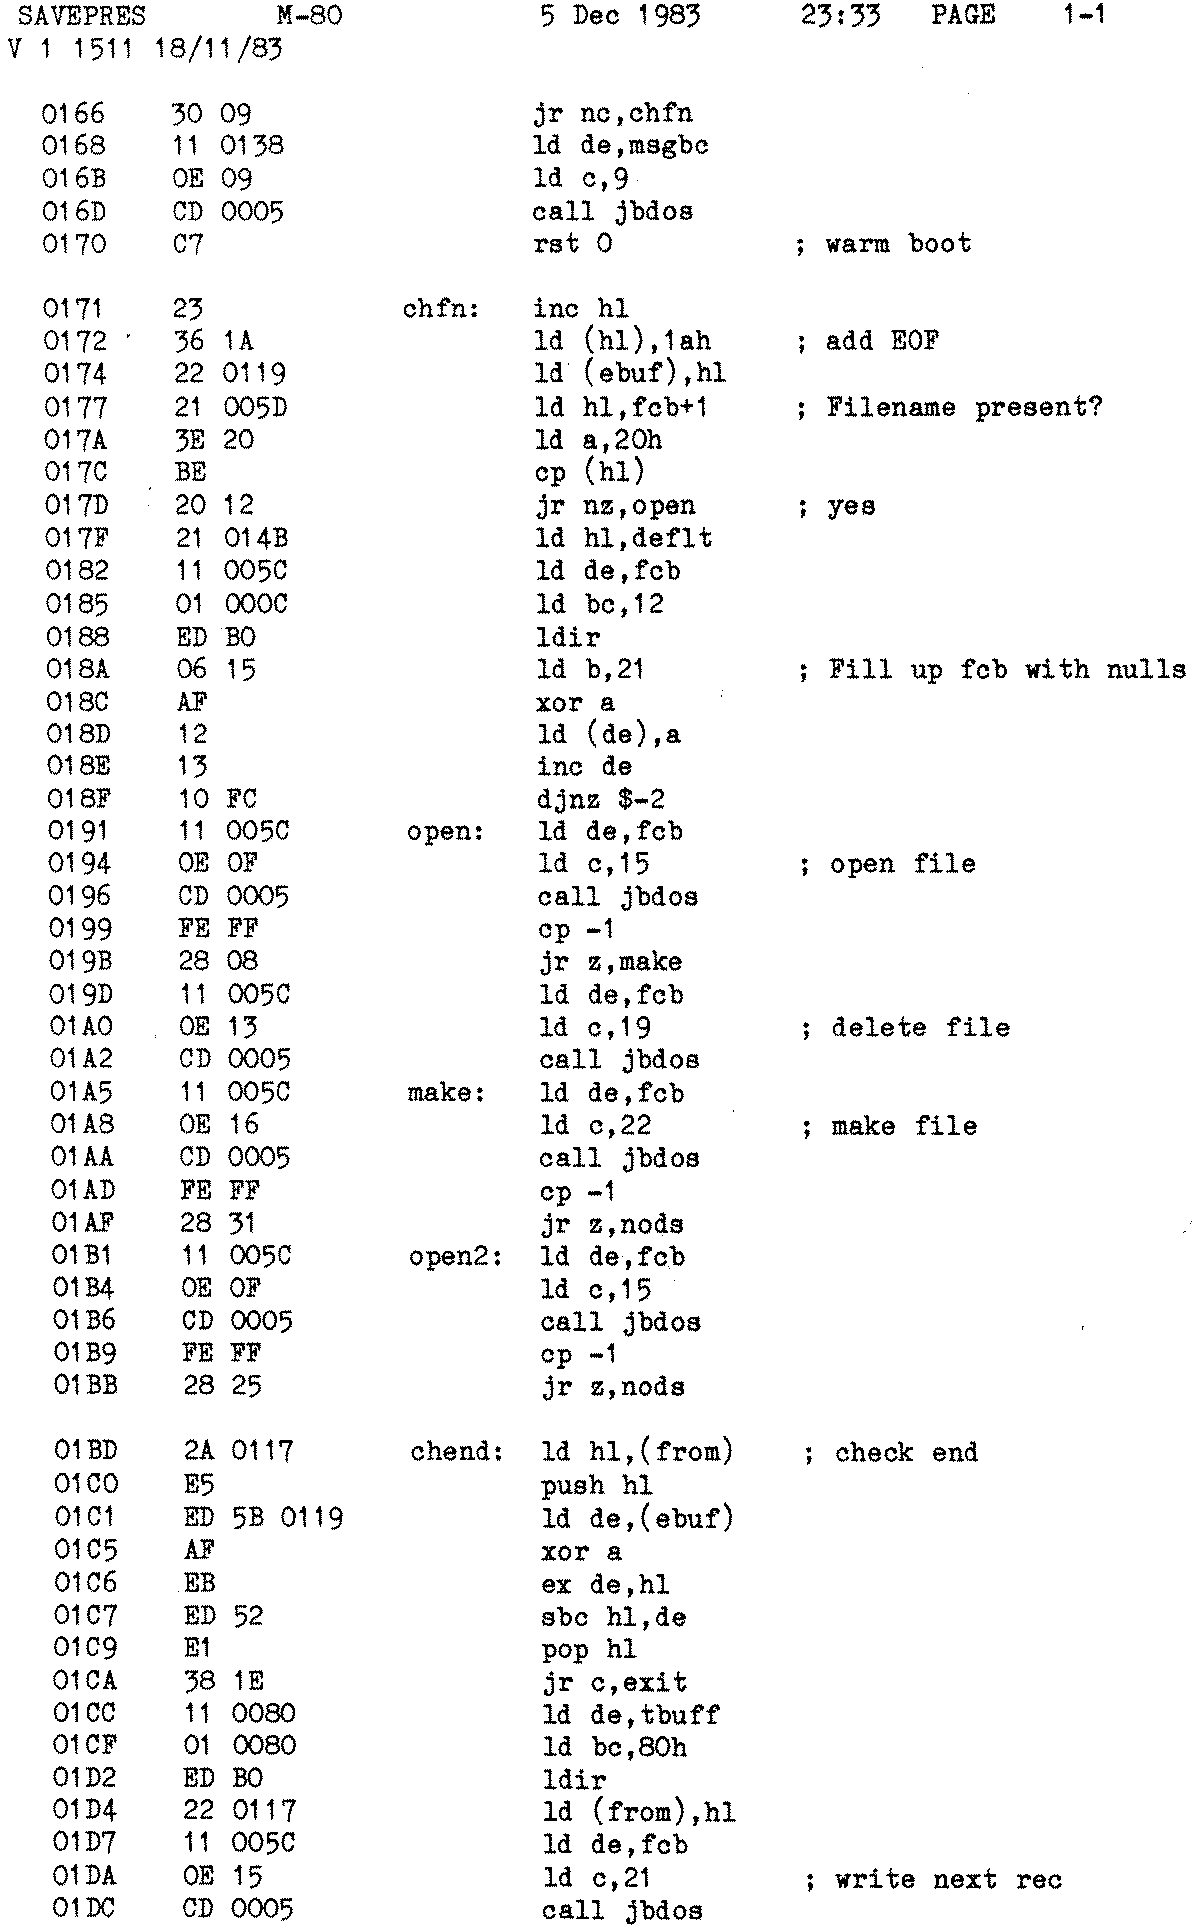 SAVEPRES M-80 5 Dec 1983 23:33 PAGE 1-1
V 1 1511 18/11/83
0166 30 09 jr nc,chfn
0168 11 0138 ld de,msgbc
016B 0E 09 ld c,9
016D CD 0005 call jbdos
0170 C7 rst 0 ; warm boot
0171 23 chfn: inc hl
0172 36 1A ld (hl),1ah ; add EOF
0174 22 0119 ld (ebuf),hl
0177 21 005D ld hl,fcb+1 ; Filename present?
017A 3E 20 ld a,20h
017C BE cp (hl)
017D 20 12 jr nz,open ; yes
017F 21 014B ld hl,deflt
0182 11 005C ld de,fcb
0185 01 000C ld bc,12
0188 ED B0 ldir
018A 06 15 ld b,21 ; Fill up fcb with nulls
018C AF xor a
018D 12 ld (de),a
018E 13 inc de
018F 10 FC djnz $-2
0191 11 005C open: ld de,fcb
0194 0E 0F ld c,15 ; open file
0196 CD 0005 call jbdos
0199 FE FF cp -1
019B 28 08 jr z,make
019D 11 005C ld de,fcb
01A0 0E 13 ld c,19 ; delete file
01A2 CD 0005 call jbdos
01A5 11 005C make: ld de,fcb
01A8 0E 16 ld c,22 ; make file
01AA CD 0005 call jbdos
01AD FE FF cp -1
01AF 28 31 jr z,nods
01B1 11 005C open2: ld de,fcb
01B4 0E 0F ld c,15
01B6 CD 0005 call jbdos
01B9 FE FF cp -1
01BB 28 25 jr z,nods
01BD 2A 0117 chend: ld hl,(from) ; check end
01C0 E5 push hl
01C1 ED 5B 0119 ld de,(ebuf)
01C5 AF xor a
01C6 EB ex de,hl
01C7 ED 52 sbc hl,de
01C9 E1 pop hl
01CA 38 1E jr c,exit
01CC 11 0080 ld de,tbuff
01CF 01 0080 ld bc,80h
01D2 ED B0 ldir
01D4 22 0117 ld (from),hl
01D7 11 005C ld de,fcb
01DA 0E 15 ld c,21 ; write next rec
01DC CD 0005 call jbdos